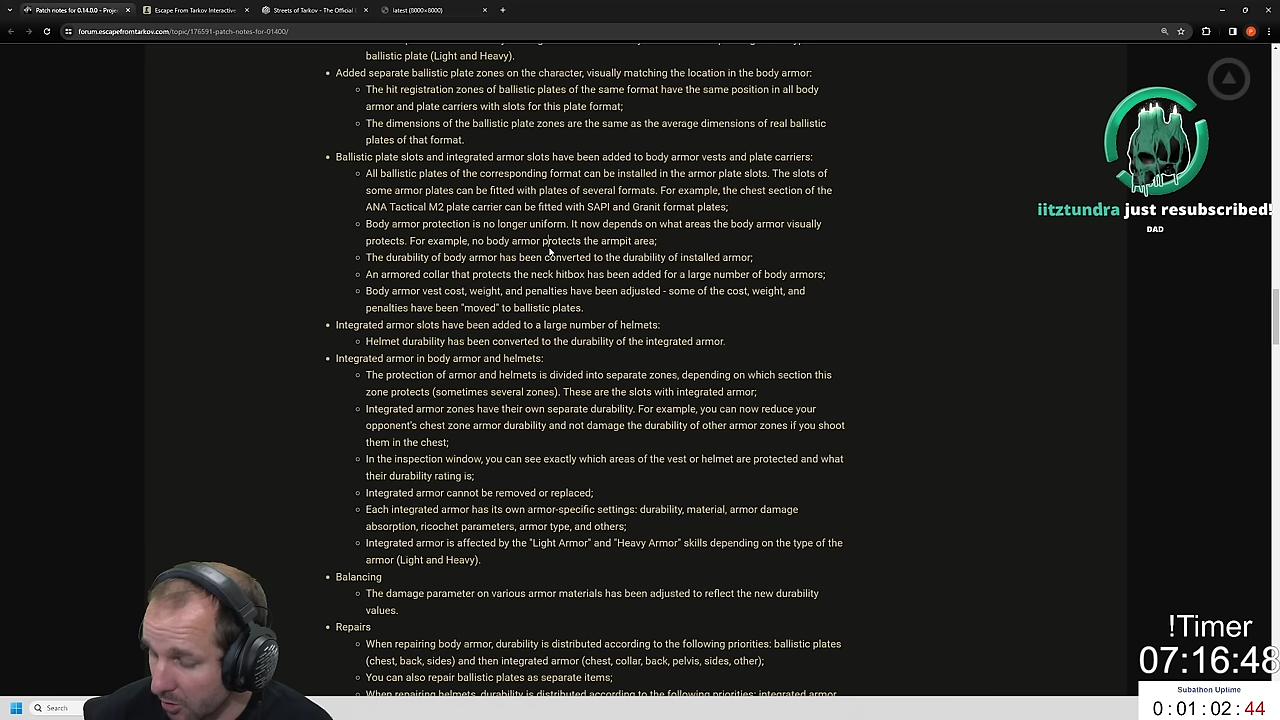 Patch notes for 0.14.0.0 - Proje
Escape From Tarkov Interactive
Streets of Tarkov - The Official
latest (8000×8000)
forum.escapefromtarkov.com/topic/176591-patch-notes-for-01400/
ballistic plate (Light and Heavy).
Added separate ballistic plate zones on the character, visually matching the location in the body armor:
The hit registration zones of ballistic plates of the same format have the same position in all body
armor and plate carriers with slots for this plate format;
The dimensions of the ballistic plate zones are the same as the average dimensions of real ballistic
plates of that format.
Ballistic plate slots and integrated armor slots have been added to body armor vests and plate carriers:
All ballistic plates of the corresponding format can be installed in the armor plate slots. The slots of
some armor plates can be fitted with plates of several formats. For example, the chest section of the
ANA Tactical M2 plate carrier can be fitted with SAPI and Granit format plates;
Body armor protection is no longer uniform. It now depends on what areas the body armor visually
protects. For example, no body armor protects the armpit area;
The durability of body armor has been converted to the durability of installed armor;
An armored collar that protects the neck hitbox has been added for a large number of body armors;
Body armor vest cost, weight, and penalties have been adjusted - some of the cost, weight, and
penalties have been "moved" to ballistic plates.
Integrated armor slots have been added to a large number of helmets:
Helmet durability has been converted to the durability of the integrated armor.
Integrated armor in body armor and helmets:
The protection of armor and helmets is divided into separate zones, depending on which section this
zone protects (sometimes several zones). These are the slots with integrated armor;
Integrated armor zones have their own separate durability. For example, you can now reduce your
opponent's chest zone armor durability and not damage the durability of other armor zones if you shoot
them in the chest;
In the inspection window, you can see exactly which areas of the vest or helmet are protected and what
their durability rating is;
Integrated armor cannot be removed or replaced;
Each integrated armor has its own armor-specific settings: durability, material, armor damage
absorption, ricochet parameters, armor type, and others;
Integrated armor is affected by the "Light Armor" and "Heavy Armor" skills depending on the type of the
armor (Light and Heavy).
Balancing
The damage parameter on various armor materials has been adjusted to reflect the new durability
values.
Repairs
When repairing body armor, durability is distributed according to the following priorities: ballistic plates
(chest, back, sides) and then integrated armor (chest, collar, back, pelvis, sides, other);
You can also repair ballistic plates as separate items;
When repairing helmets, durability is distributed according to the following priorities: integrated armor
iitztundra just resubscribed!
DAD
!Timer
07:16:48
Subathon Uptime
0:01:02:44
Search